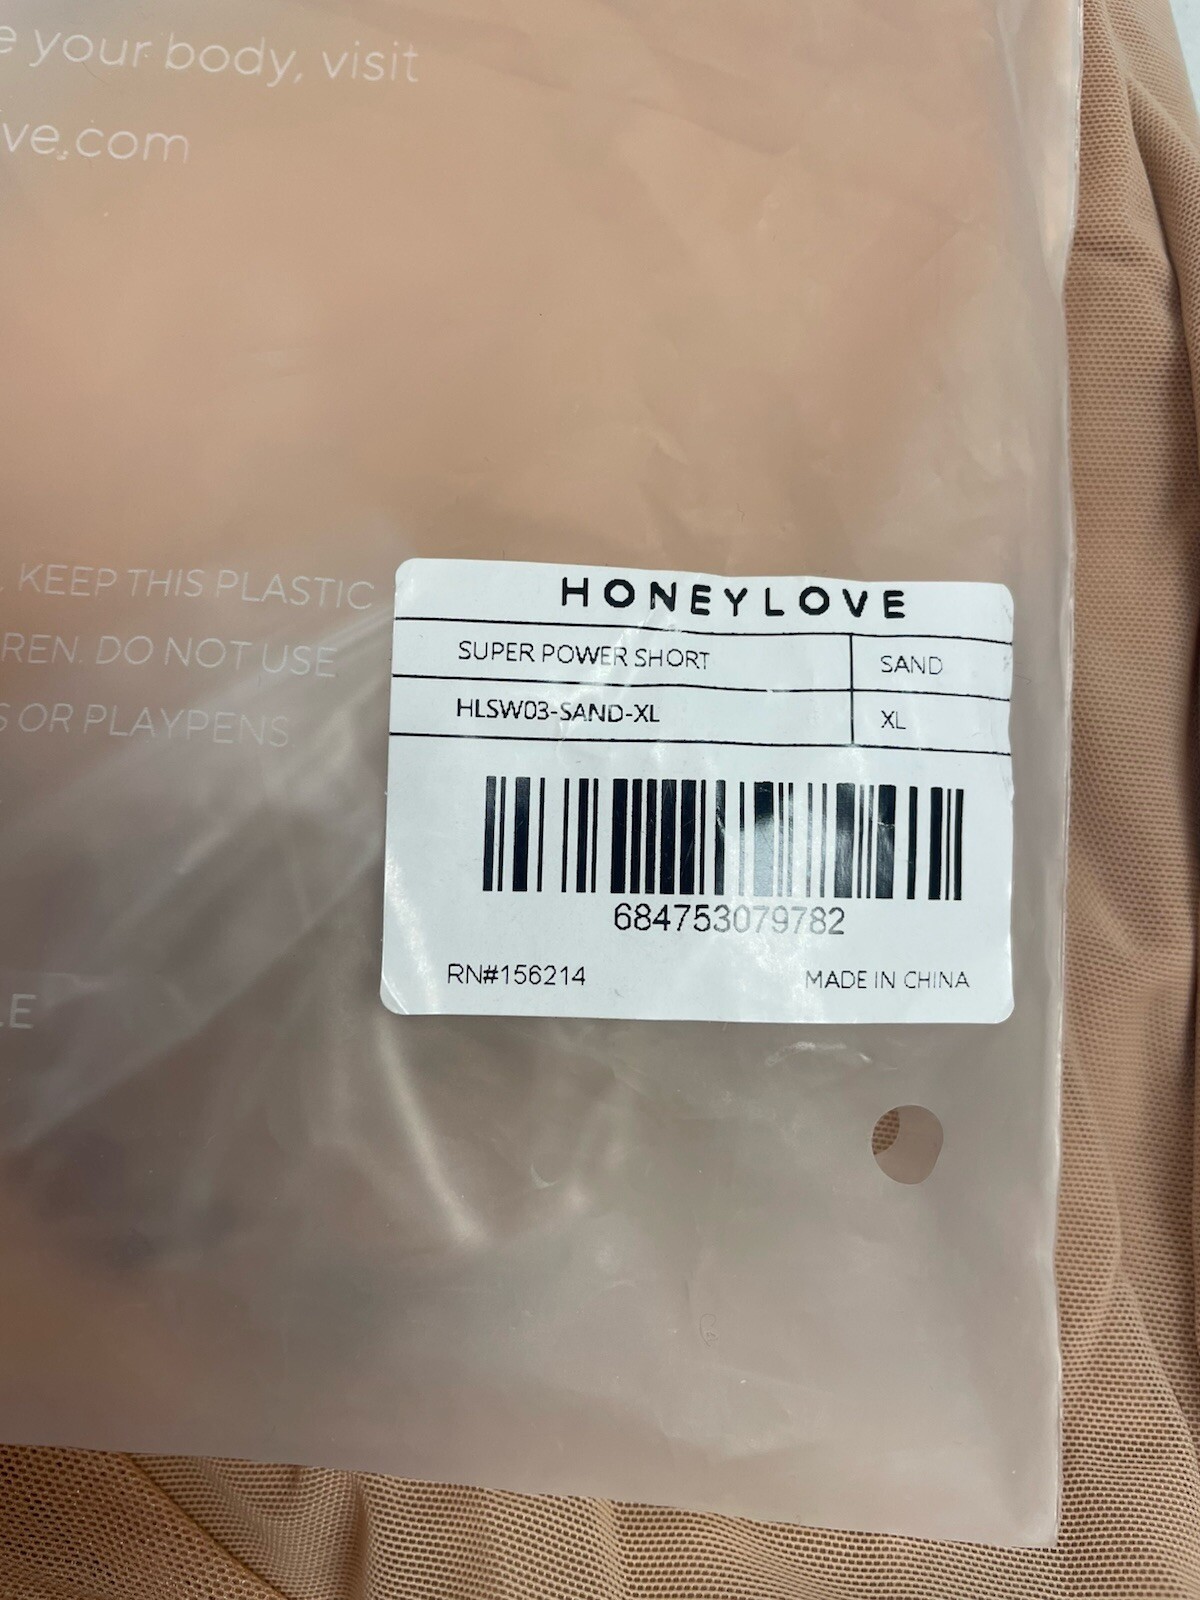 e your body, visit
ve.com
KEEP THIS PLASTIC
REN. DO NOT USE
S OR PLAYPENS
LE
HONEYLOVE
SUPER POWER SHORT SAND
HLSW03-SAND-XL XL
684753079782
RN#156214 MADE IN CHINA